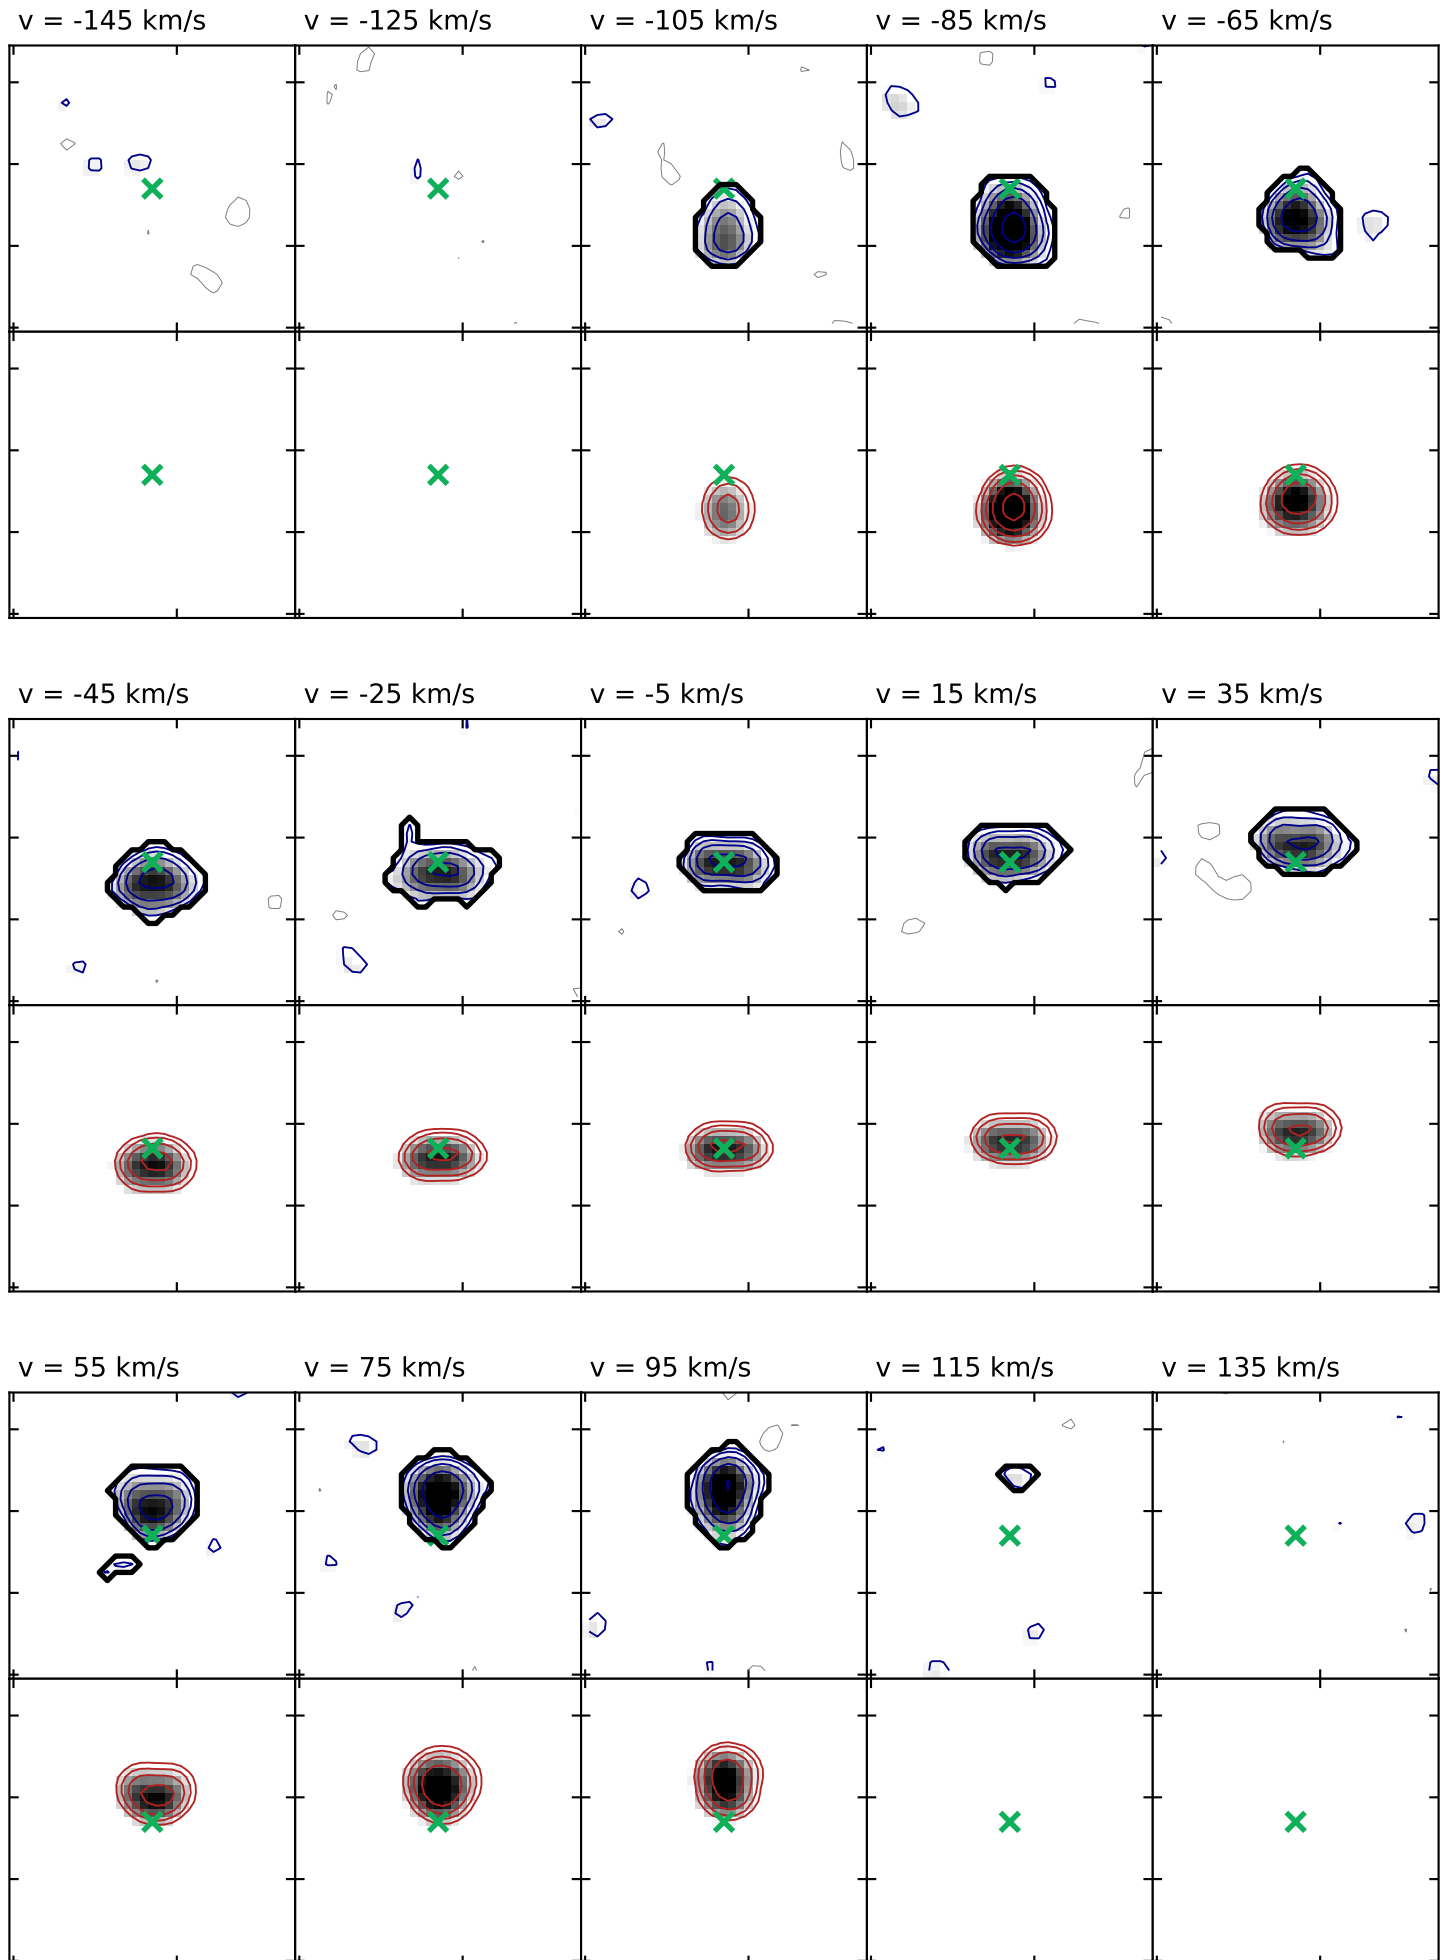 v = -145 km/s v = -125 km/s v = -105 km/s v = -85 km/s v = -65 km/s
v = -45 km/s v = -25 km/s v = -5 km/s v = 15 km/s v = 35 km/s
v = 55 km/s v = 75 km/s v = 95 km/s v = 115 km/s v = 135 km/s